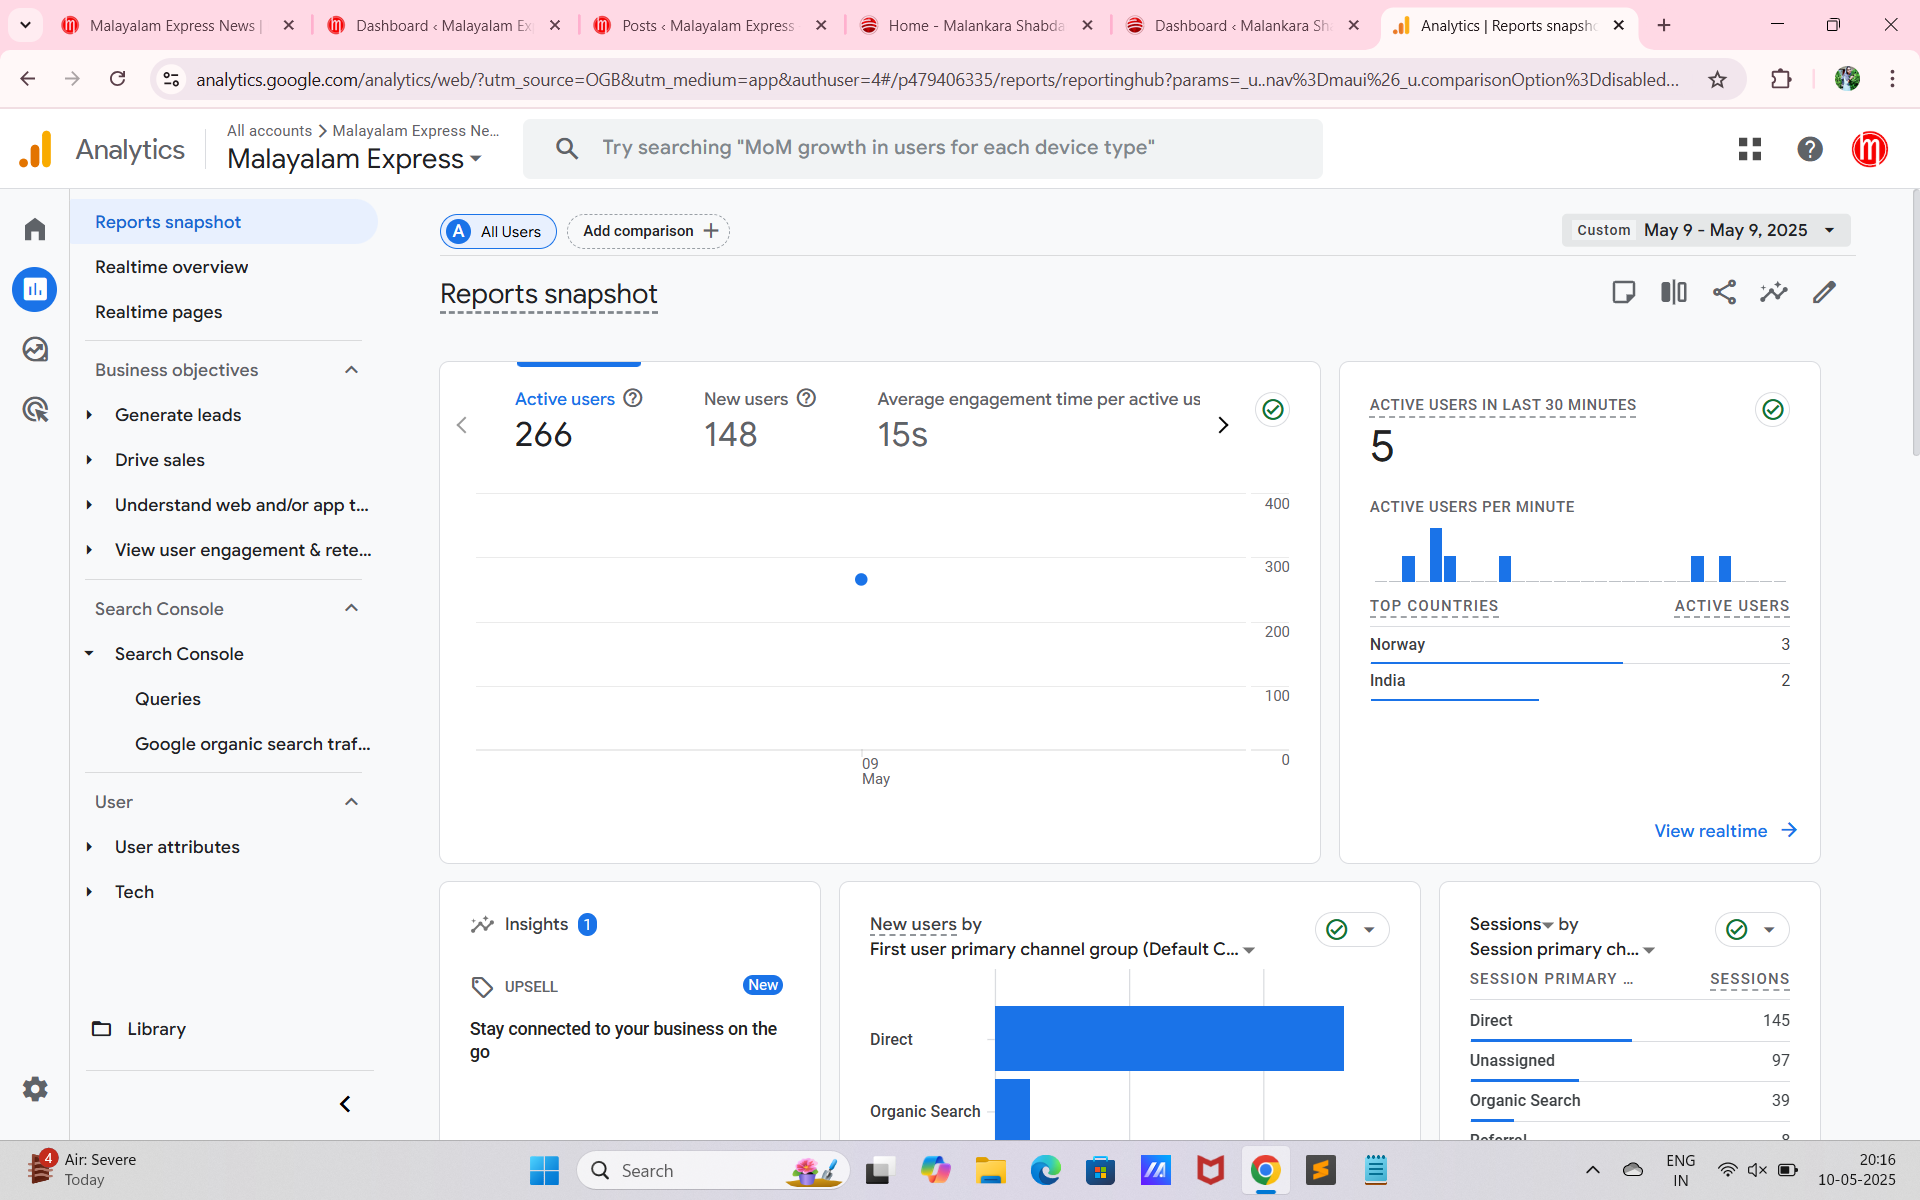 Malayalam Express News |
Dashboard ‹ Malayalam Ex
Posts ‹ Malayalam Express
Home - Malankara Shabda
Dashboard ‹ Malankara Sha
Analytics | Reports snapsho
analytics.google.com/analytics/web/?utm_source=OGB&utm_medium=app&authuser=4#/p479406335/reports/reportinghub?params=_u..nav%3Dmaui%26_u.comparisonOption%3Ddisabled...
Analytics
All accounts > Malayalam Express Ne...
Malayalam Express
Try searching "MoM growth in users for each device type"
Reports snapshot
Realtime overview
Realtime pages
Business objectives
Generate leads
Drive sales
Understand web and/or app t...
View user engagement & rete...
Search Console
Search Console
Queries
Google organic search traf...
User
User attributes
Tech
Library
A All Users
Add comparison +
Custom May 9 - May 9, 2025
Reports snapshot
Active users
266
New users
148
Average engagement time per active us
15s
400
300
200
100
0
09
May
ACTIVE USERS IN LAST 30 MINUTES
5
ACTIVE USERS PER MINUTE
TOP COUNTRIES ACTIVE USERS
Norway 3
India 2
View realtime
Insights 1
UPSELL New
Stay connected to your business on the
go
New users by
First user primary channel group (Default C...
Direct
Organic Search
Sessions by
Session primary ch...
SESSION PRIMARY ... SESSIONS
Direct 145
Unassigned 97
Organic Search 39
Referral 8
4
Air: Severe
Today
Search
ENG
IN
20:16
10-05-2025